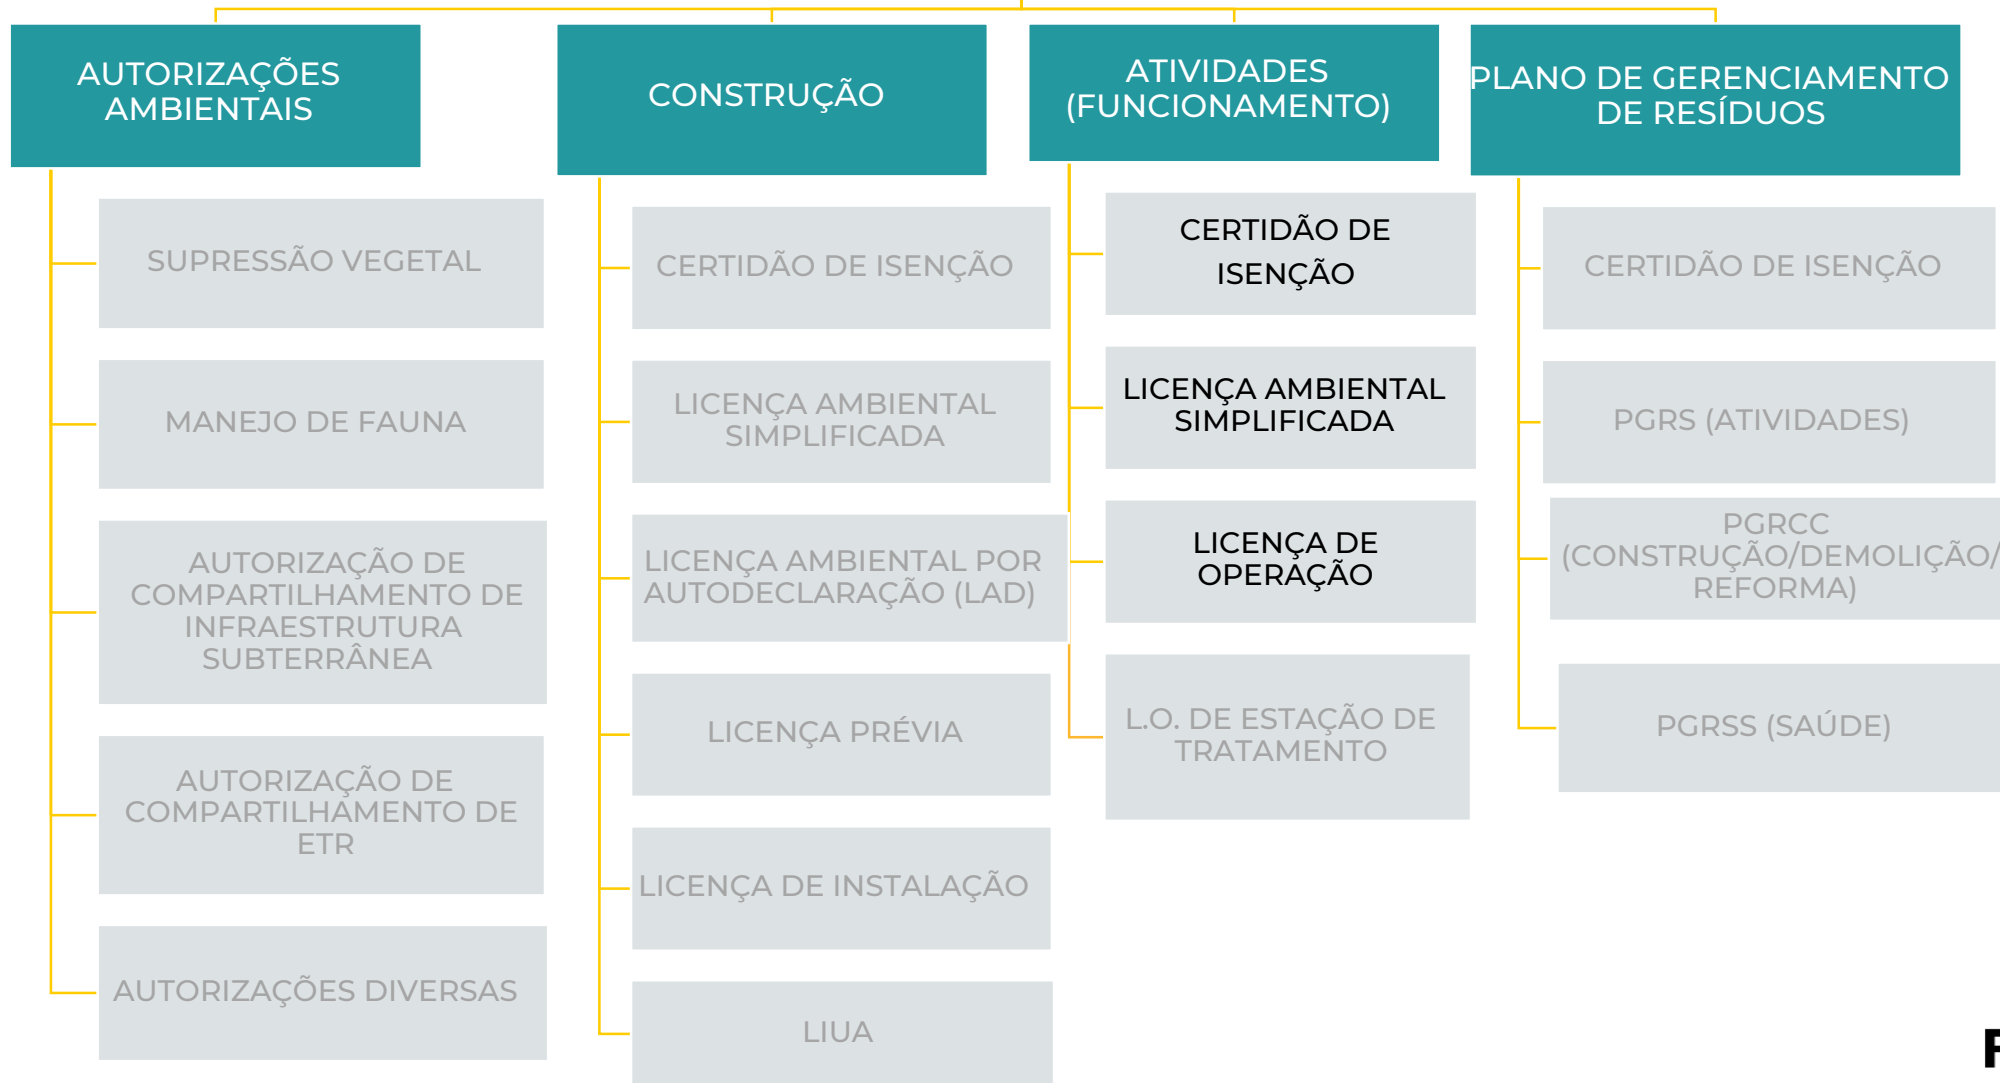 AUTORIZAÇÕES
AMBIENTAIS
SUPRESSÃO VEGETAL
MANEJO DE FAUNA
AUTORIZAÇÃO DE
COMPARTILHAMENTO DE
INFRAESTRUTURA
SUBTERRÂNEA
AUTORIZAÇÃO DE
COMPARTILHAMENTO DE
ETR
AUTORIZAÇÕES DIVERSAS
CONSTRUÇÃO
CERTIDÃO DE ISENÇÃO
LICENÇA AMBIENTAL
SIMPLIFICADA
LICENÇA AMBIENTAL POR
AUTODECLARAÇÃO (LAD)
LICENÇA PRÉVIA
LICENÇA DE INSTALAÇÃO
LIUA
ATIVIDADES
(FUNCIONAMENTO)
CERTIDÃO DE
ISENÇÃO
LICENÇA AMBIENTAL
SIMPLIFICADA
LICENÇA DE
OPERAÇÃO
L.O. DE ESTAÇÃO DE
TRATAMENTO
PLANO DE GERENCIAMENTO
DE RESÍDUOS
CERTIDÃO DE ISENÇÃO
PGRS (ATIVIDADES)
PGRCC
(CONSTRUÇÃO/DEMOLIÇÃO/
REFORMA)
PGRSS (SAÚDE)